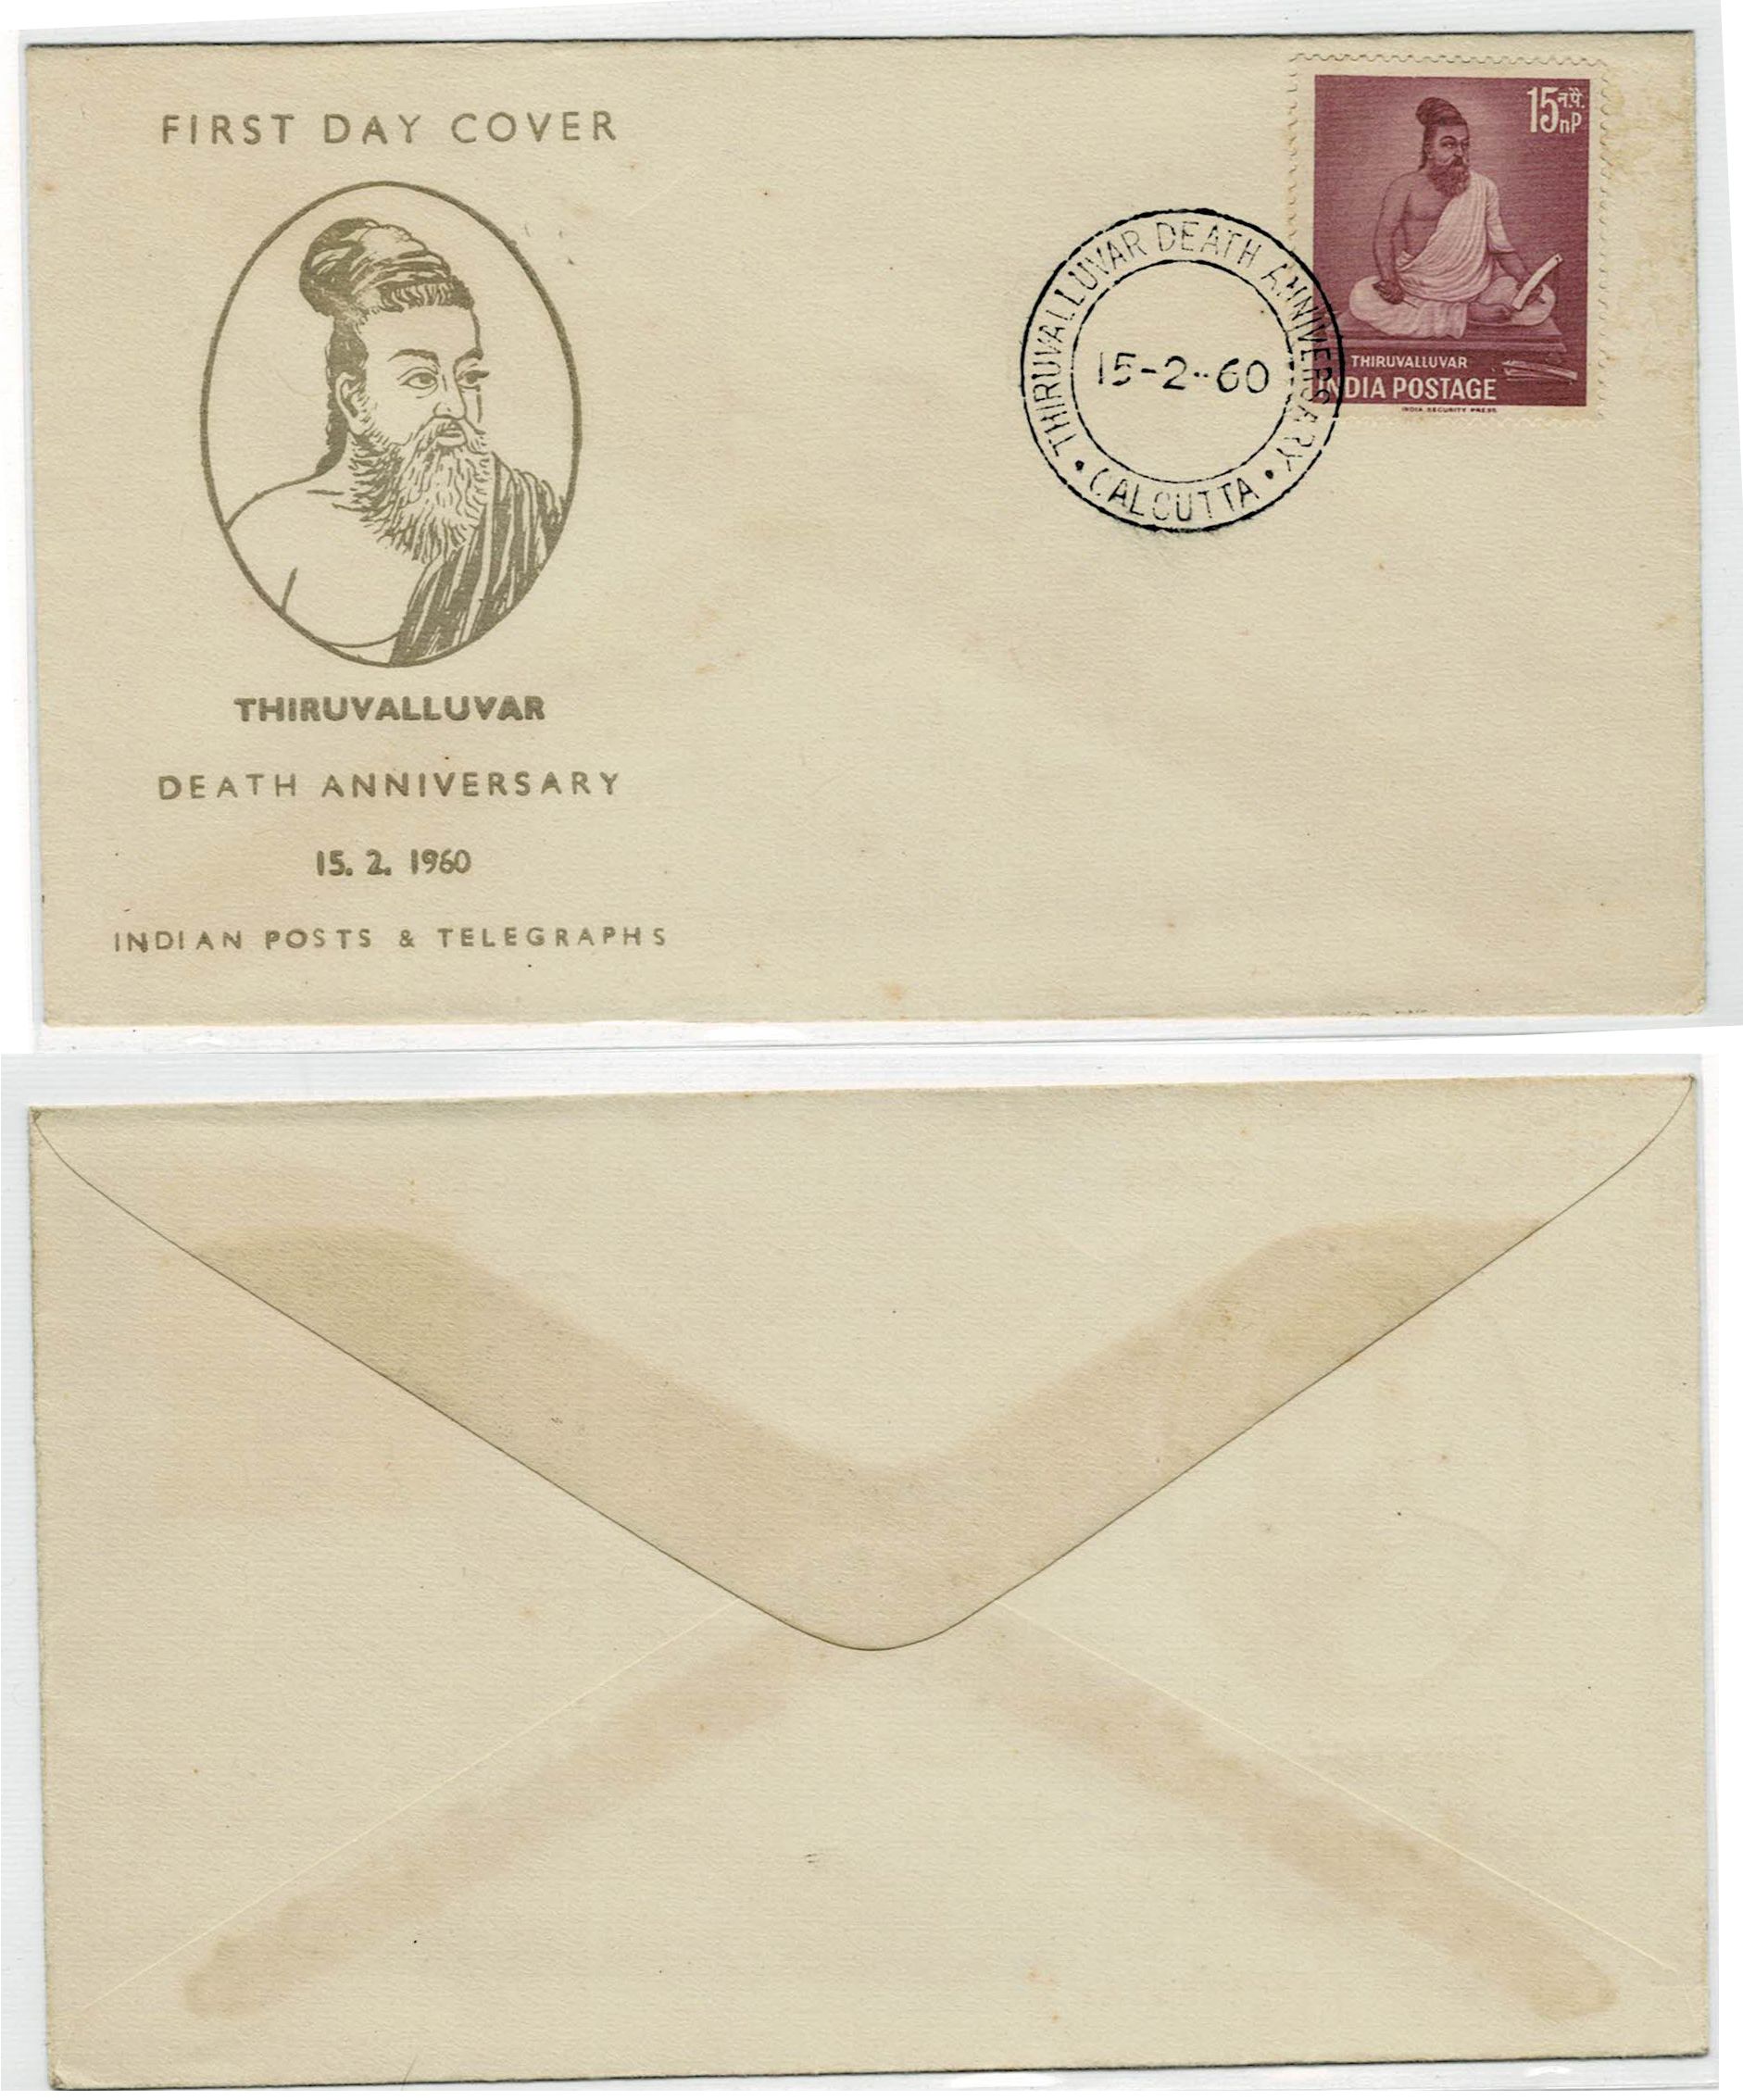 FIRST DAY COVER
THIRUVALLUVAR
DEATH ANNIVERSARY
15. 2. 1960
INDIAN POSTS & TELEGRAPHS
THIRUVALLUVAR DEATH ANNIVERSARY
15-2-60
• CALCUTTA •
15 न.पै.
nP
THIRUVALLUVAR
INDIA POSTAGE
INDIA SECURITY PRESS